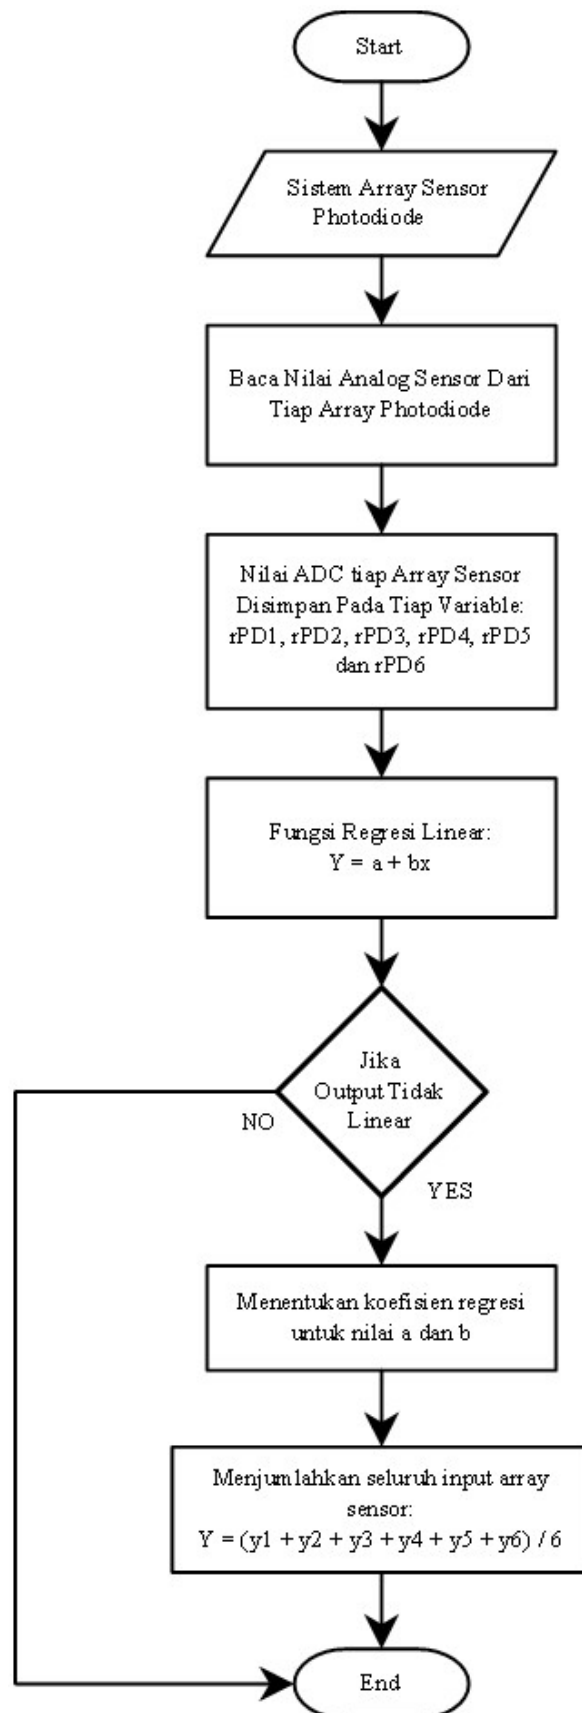 Start
Sistem Array Sensor
Photodiode
Baca Nilai Analog Sensor Dari
Tiap Array Photodiode
Nilai ADC tiap Array Sensor
Disimpan Pada Tiap Variable:
rPD1, rPD2, rPD3, rPD4, rPD5
dan rPD6
Fungsi Regresi Linear:
Y = a + bx
Jika
Output Tidak
Linear
NO
YES
Menentukan koefisien regresi
untuk nilai a dan b
Menjumlahkan seluruh input array
sensor:
Y = (y1 + y2 + y3 + y4 + y5 + y6) / 6
End